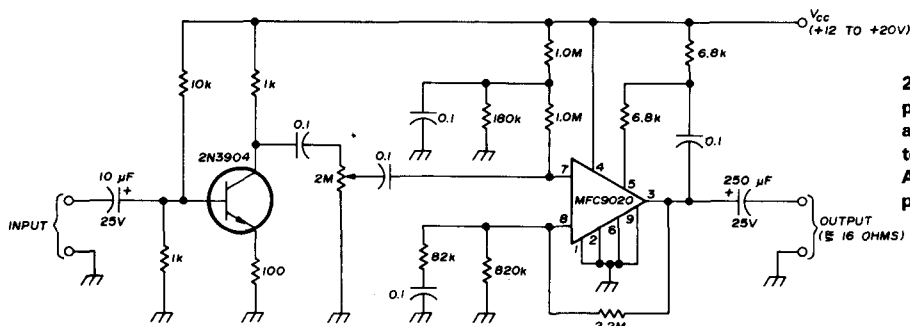 VCC
(+12 TO +20V)
10k
1k
1.0M
6.8k
0.1
180k
1.0M
6.8k
0.1
2N3904
0.1
0.1
2M
7
4
5
MFC9020
3
8
1
2
6
9
10 µF
+
25V
INPUT
1k
100
82k
820k
0.1
250 µF
+
25V
OUTPUT
16 OHMS)
2
p
a
t
A
p